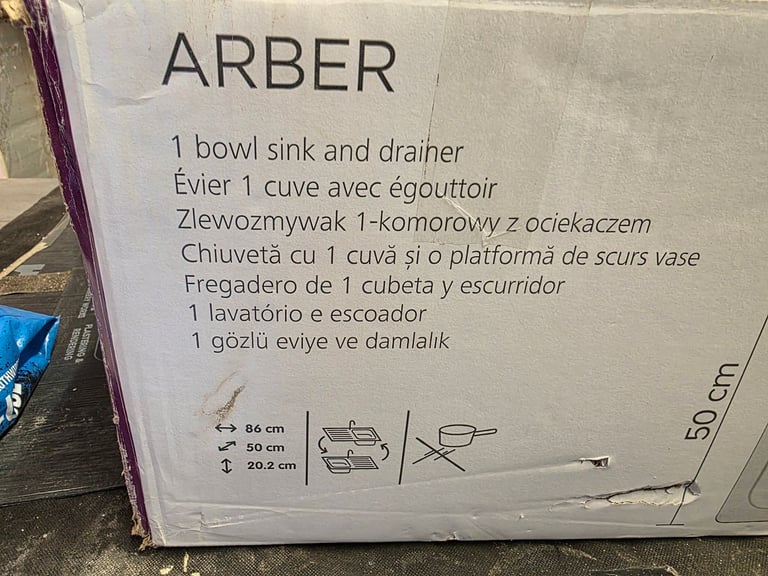 ARBER
1 bowl sink and drainer
Évier 1 cuve avec égouttoir
Zlewozmywak 1-komorowy z ociekaczem
Chiuvetă cu 1 cuvă și o platformă de scurs vase
Fregadero de 1 cubeta y escurridor
1 lavatório e escoador
1 gözlü eviye ve damlalık
86 cm
50 cm
20.2 cm
50 cm
PLASTERING &
RENDERING